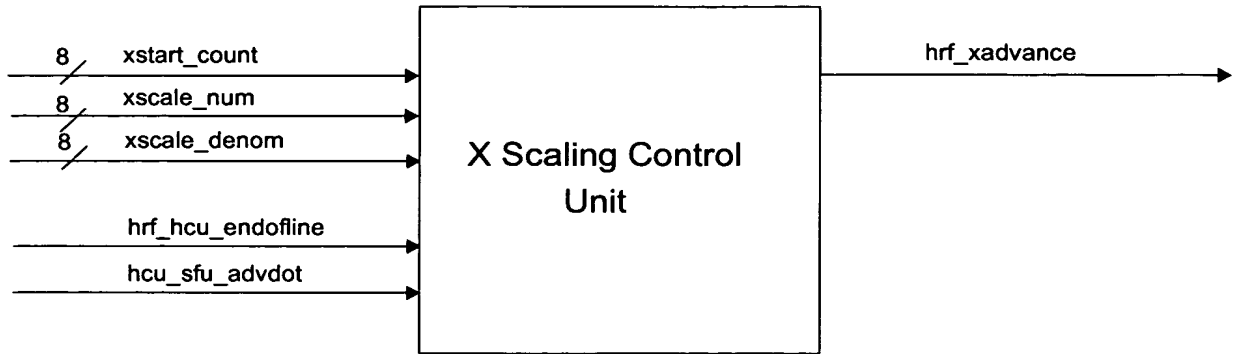 8 xstart_count
hrf_xadvance
8 xscale_num
8 xscale_denom
X Scaling Control
Unit
hrf_hcu_endofline
hcu_sfu_advdot